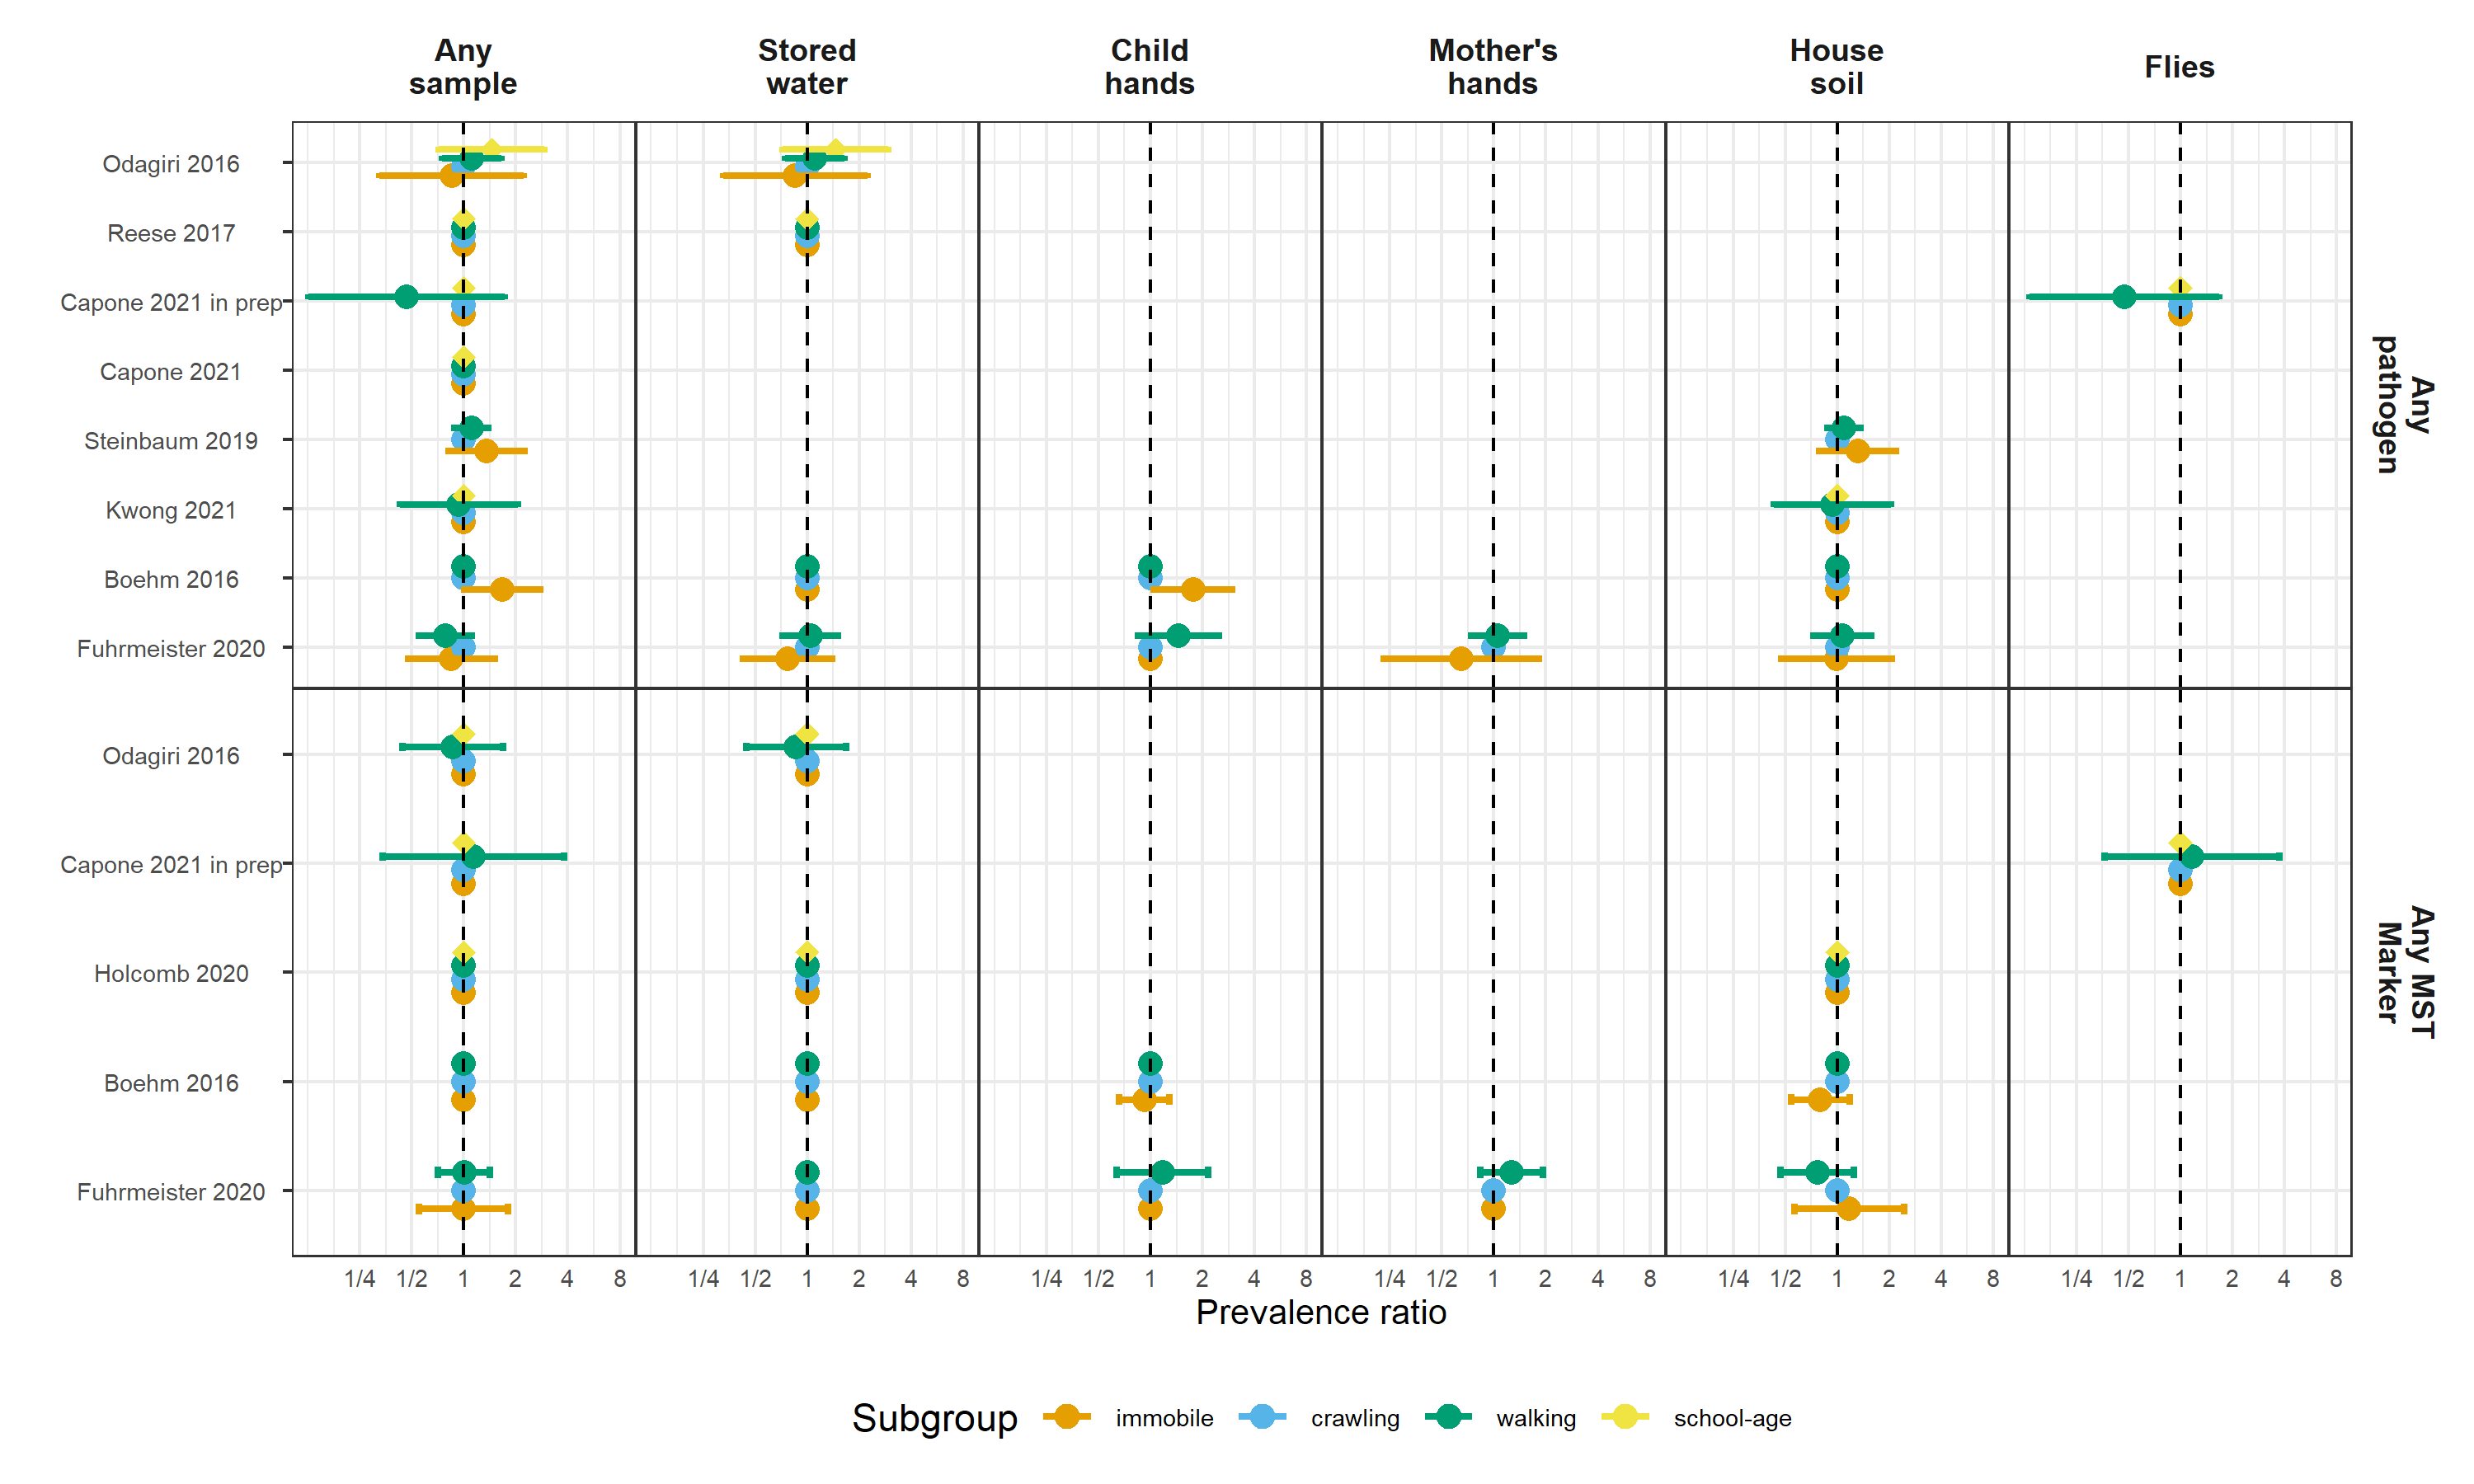 Any
sample
Stored
water
Child
hands
Mother's
hands
House
soil
Flies
Odagiri 2016
Reese 2017
Capone 2021 in prep
Capone 2021
Steinbaum 2019
Kwong 2021
Boehm 2016
Fuhrmeister 2020
Any
pathogen
Odagiri 2016
Capone 2021 in prep
Holcomb 2020
Boehm 2016
Fuhrmeister 2020
Any MST
Marker
1/4 1/2 1 2 4 8 1/4 1/2 1 2 4 8 1/4 1/2 1 2 4 8 1/4 1/2 1 2 4 8 1/4 1/2 1 2 4 8 1/4 1/2 1 2 4 8
Prevalence ratio
Subgroup immobile crawling walking school-age